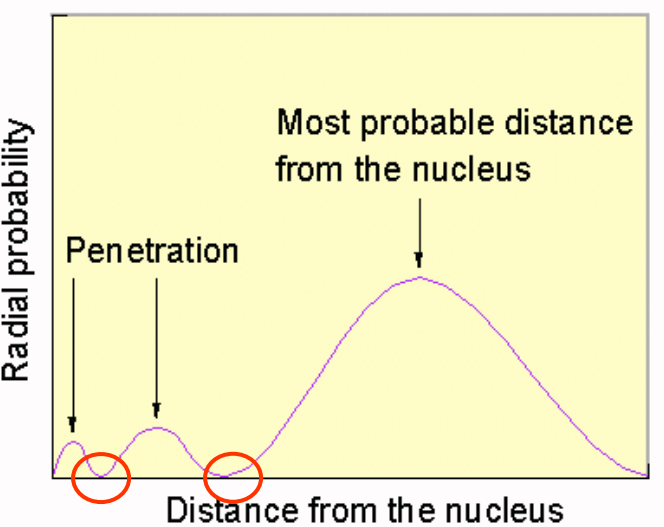 Most probable distance
from the nucleus
Penetration
Radial probability
Distance from the nucleus